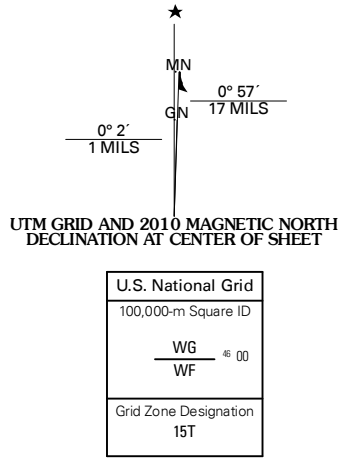 MN
0° 57´
17 MILS
GN
0° 2´
1 MILS
UTM GRID AND 2010 MAGNETIC NORTH
DECLINATION AT CENTER OF SHEET
U.S. National Grid
100,000-m Square ID
WG
46 00
WF
Grid Zone Designation
15T